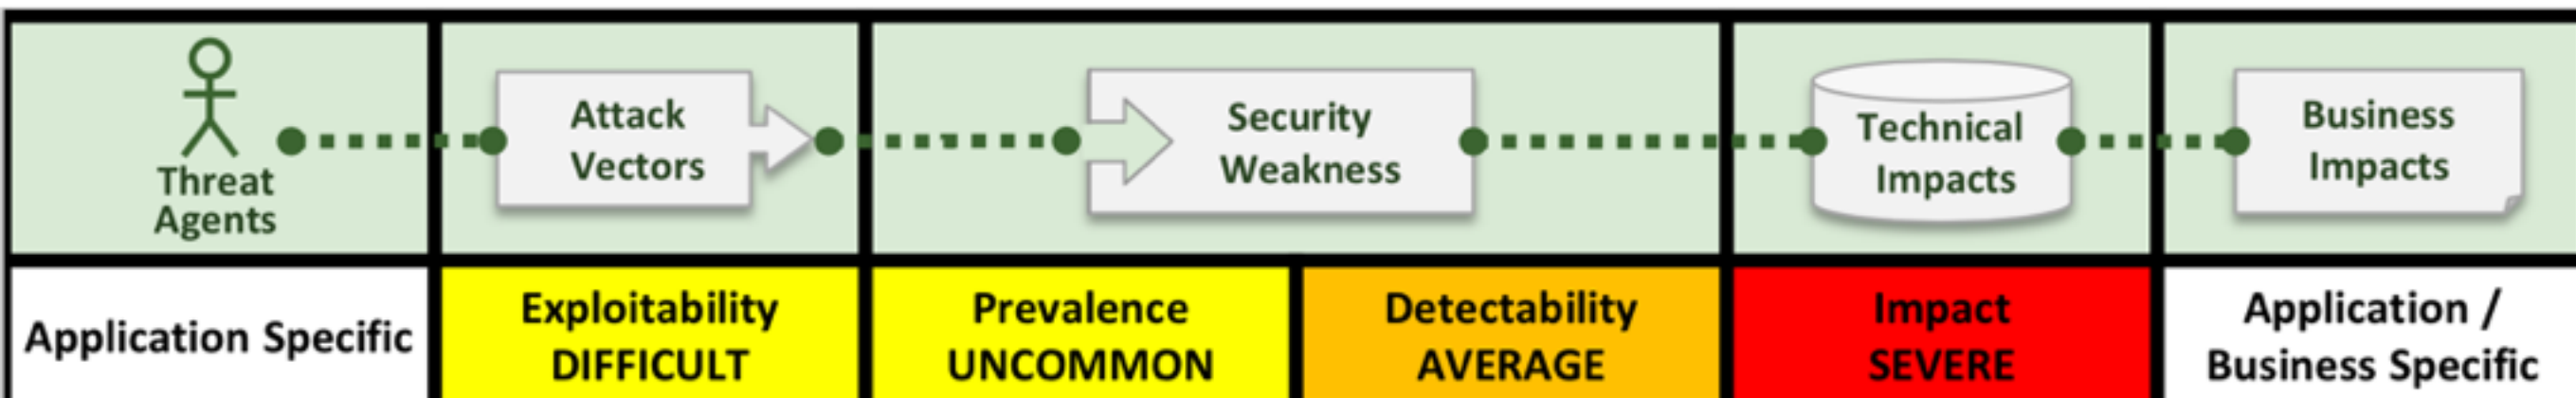 Threat
Agents
Attack
Vectors
Security
Weakness
Technical
Impacts
Business
Impacts
Application Specific
Exploitability
DIFFICULT
Prevalence
UNCOMMON
Detectability
AVERAGE
Impact
SEVERE
Application /
Business Specific